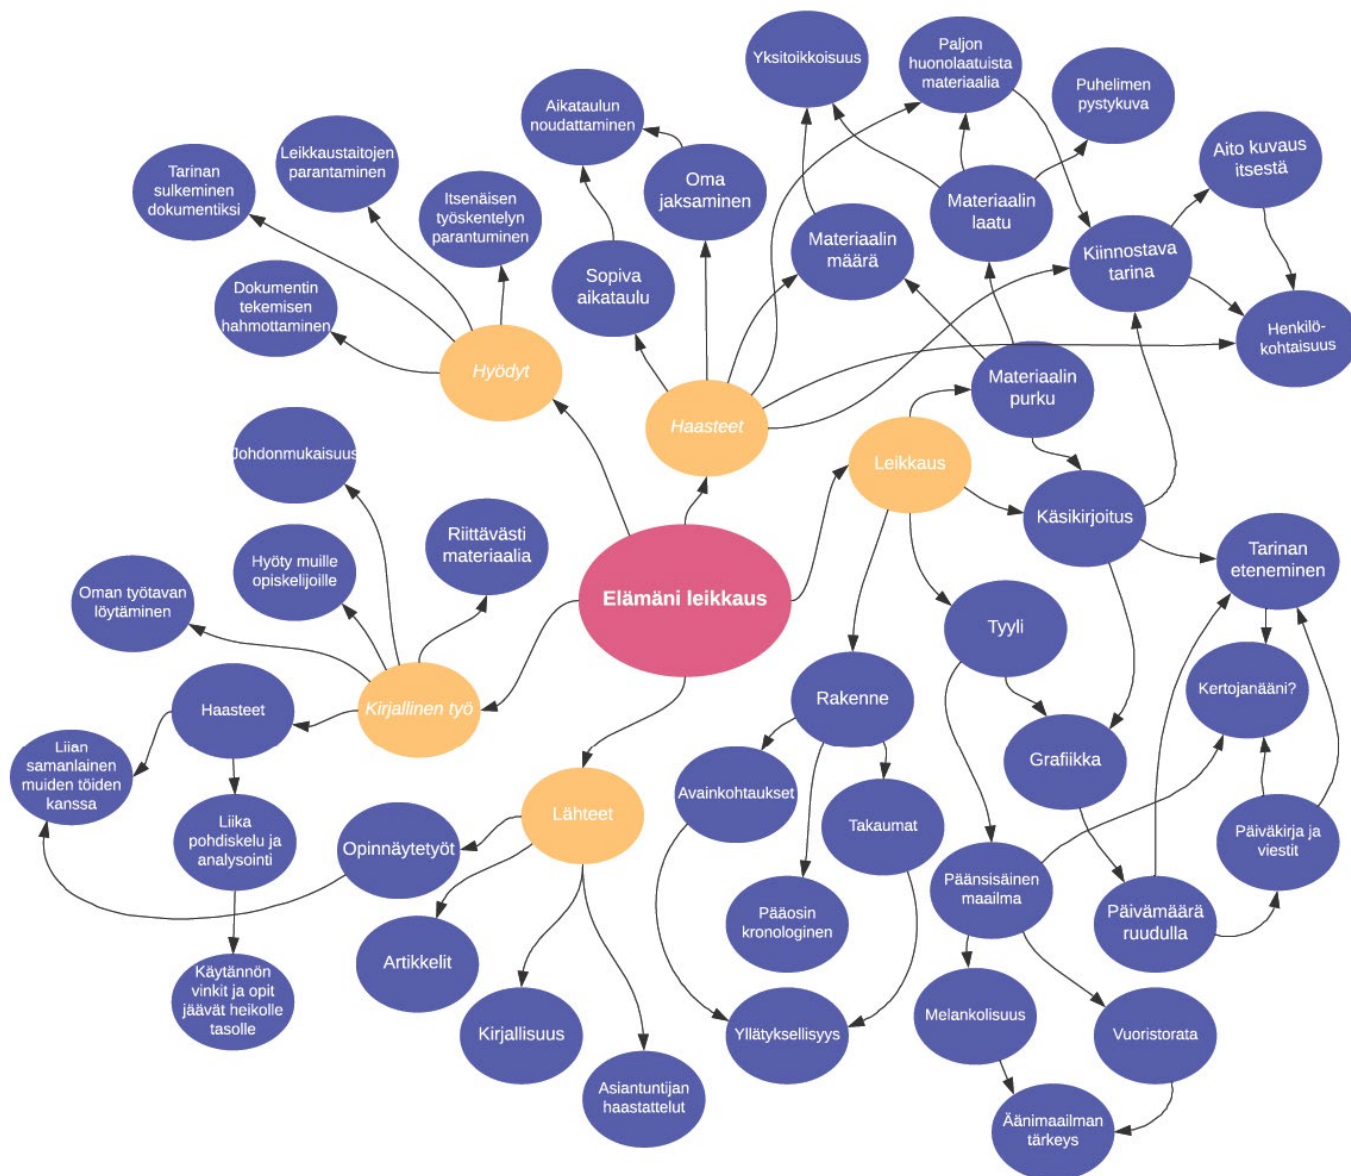 Yksitoikkoisuus
Paljon
huonolaatuista
materiaalia
Puhelimen
pystykuva
Aikataulun
noudattaminen
Aito kuvaus
itsestä
Leikkaustaitojen
parantaminen
Tarinan
sulkeminen
dokumentiksi
Oma
jaksaminen
Itsenäisen
työskentelyn
parantuminen
Materiaalin
laatu
Materiaalin
määrä
Kiinnostava
tarina
Sopiva
aikataulu
Dokumentin
tekemisen
hahmottaminen
Henkilö-
kohtaisuus
Hyödyt
Haasteet
Materiaalin
purku
Johdonmukaisuus
Leikkaus
Käsikirjoitus
Riittävästi
materiaalia
Hyöty muille
opiskelijoille
Tarinan
eteneminen
Oman työtavan
löytäminen
Elämäni leikkaus
Tyyli
Kertojanääni?
Haasteet
Kirjallinen työ
Rakenne
Liian
samanlainen
muiden töiden
kanssa
Grafiikka
Avainkohtaukset
Lähteet
Takaumat
Liika
pohdiskelu ja
analysointi
Opinnäytetyöt
Päiväkirja ja
viestit
Päänsisäinen
maailma
Pääosin
kronologinen
Päivämäärä
ruudulla
Artikkelit
Käytännön
vinkit ja opit
jäävät heikolle
tasolle
Kirjallisuus
Yllätyksellisyys
Melankolisuus
Vuoristorata
Asiantuntijan
haastattelut
Äänimaailman
tärkeys